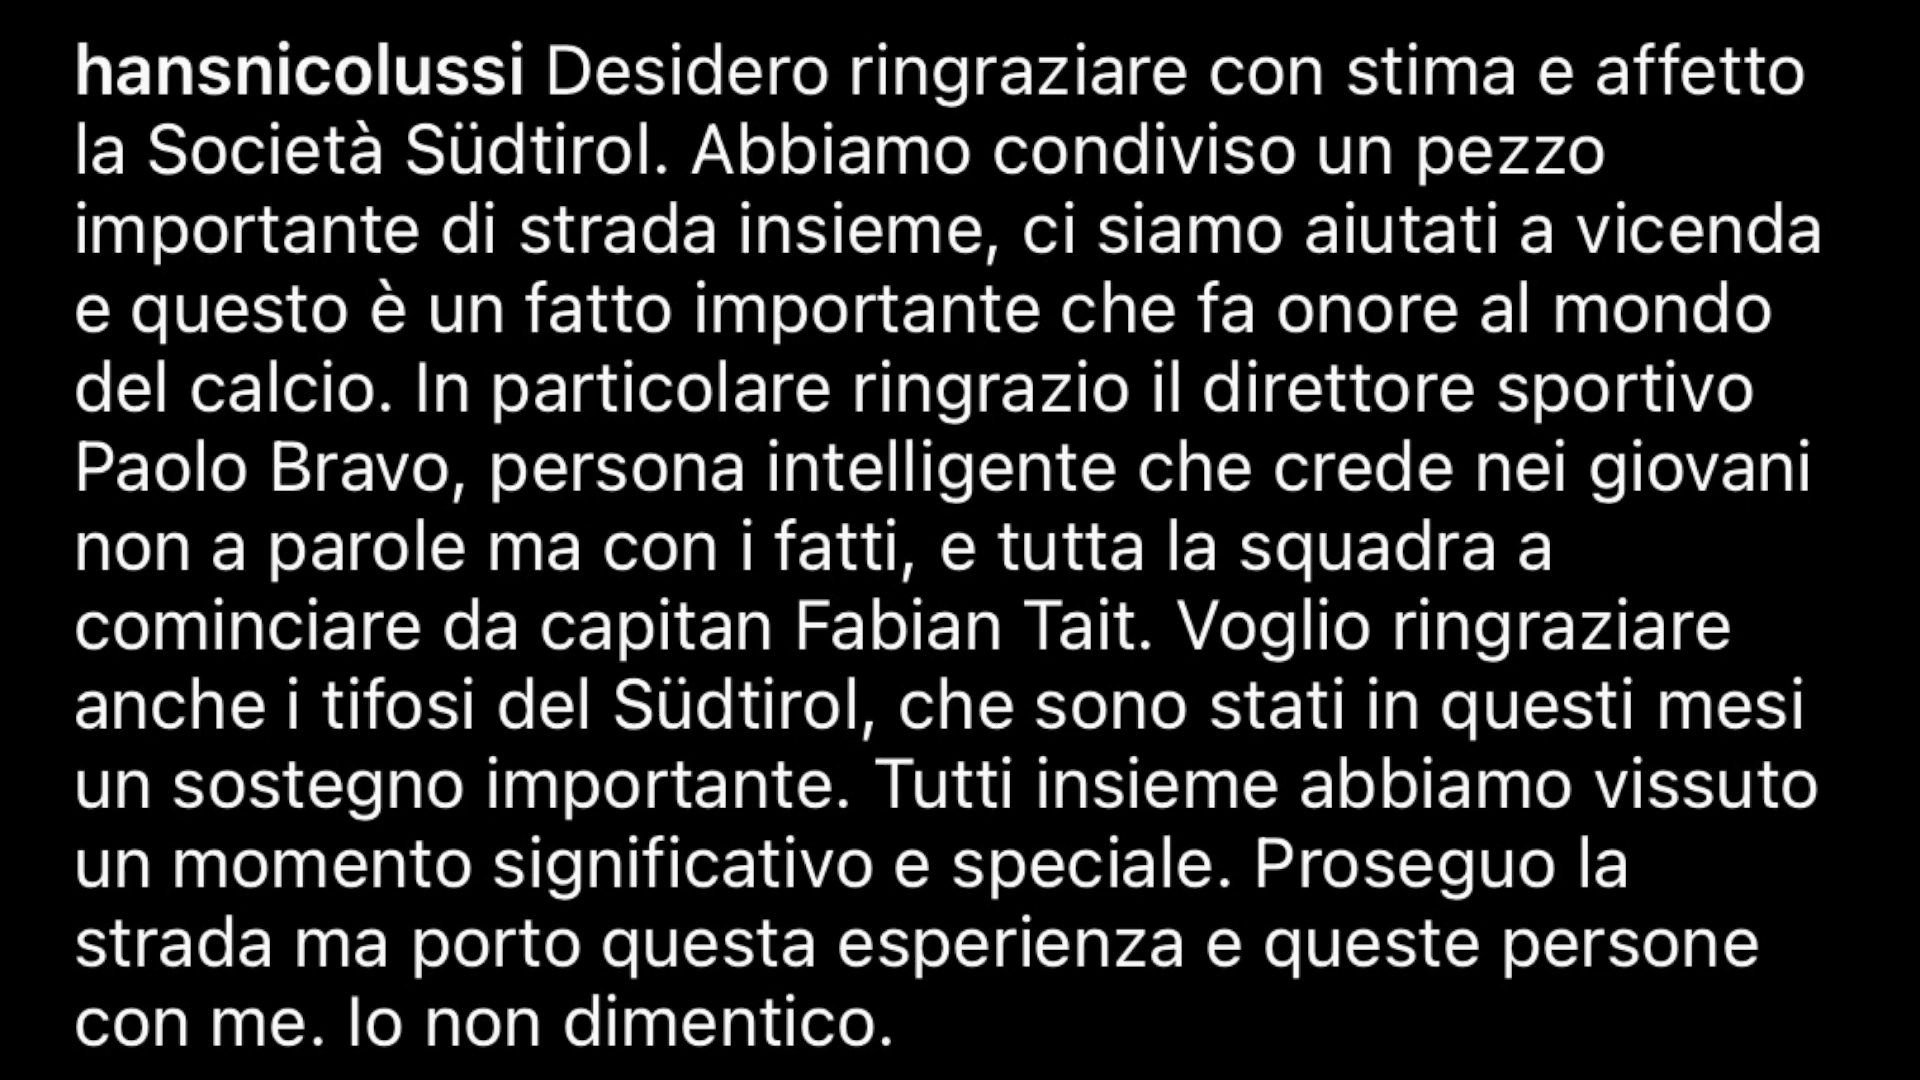 hansnicolussi Desidero ringraziare con stima e affetto
la Società Südtirol. Abbiamo condiviso un pezzo
importante di strada insieme, ci siamo aiutati a vicenda
e questo è un fatto importante che fa onore al mondo
del calcio. In particolare ringrazio il direttore sportivo
Paolo Bravo, persona intelligente che crede nei giovani
non a parole ma con i fatti, e tutta la squadra a
cominciare da capitan Fabian Tait. Voglio ringraziare
anche i tifosi del Südtirol, che sono stati in questi mesi
un sostegno importante. Tutti insieme abbiamo vissuto
un momento significativo e speciale. Proseguo la
strada ma porto questa esperienza e queste persone
con me. Io non dimentico.